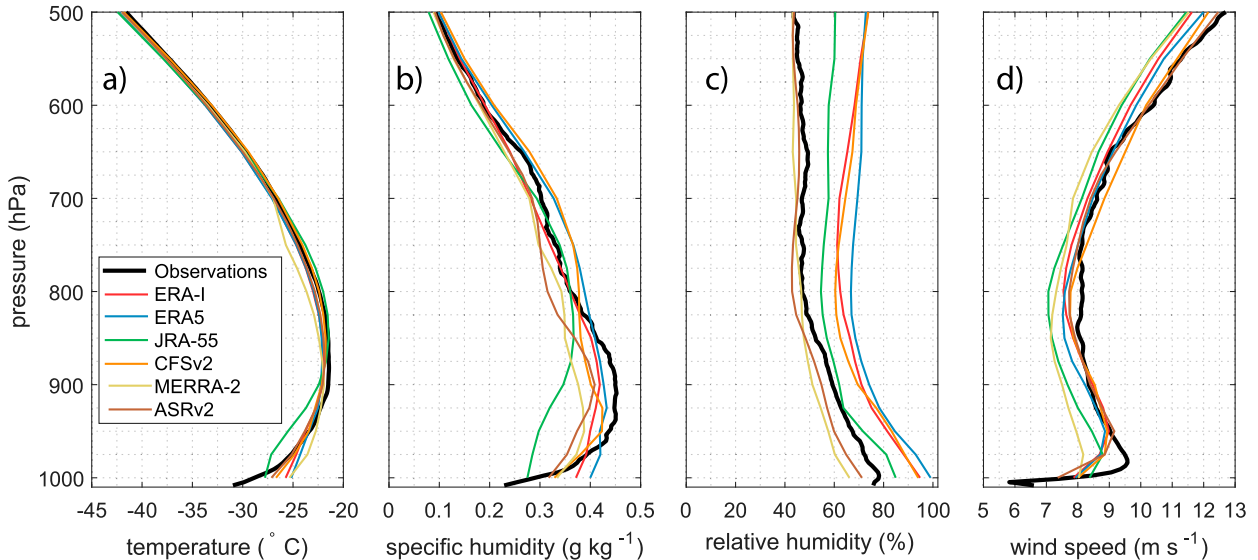 500
600
700
800
900
1000
pressure (hPa)
a)
Observations
ERA-I
ERA5
JRA-55
CFSv2
MERRA-2
ASRv2
-45 -40 -35 -30 -25 -20
temperature (° C)
b)
0 0.1 0.2 0.3 0.4 0.5
specific humidity (g kg⁻¹)
c)
0 20 40 60 80 100
relative humidity (%)
d)
5 6 7 8 9 10 11 12 13
wind speed (m s⁻¹)